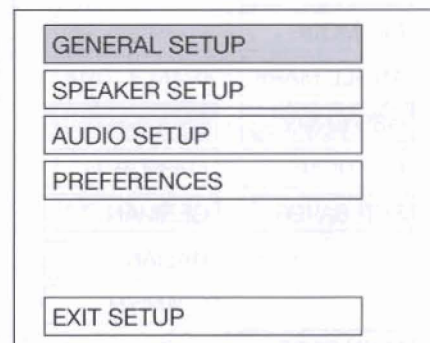 GENERAL SETUP
SPEAKER SETUP
AUDIO SETUP
PREFERENCES
EXIT SETUP